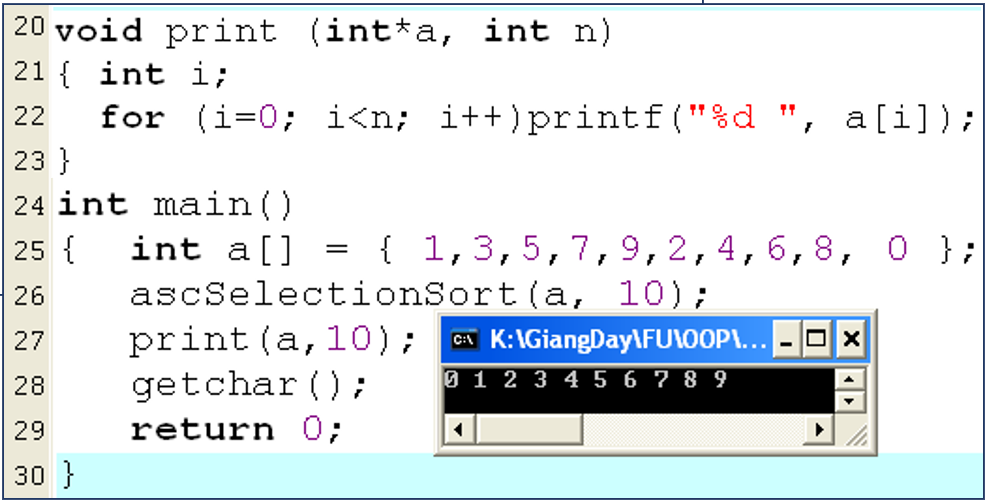 20 void print (int*a, int n)
21 { int i;
22 for (i=0; i<n; i++)printf("%d ", a[i]);
23 }
24 int main()
25 { int a[] = { 1,3,5,7,9,2,4,6,8, 0 };
26 ascSelectionSort(a, 10);
27 print(a,10);
28 getchar();
29 return 0;
30 }
C:\ K:\GiangDay\FU\OOP\...
0 1 2 3 4 5 6 7 8 9